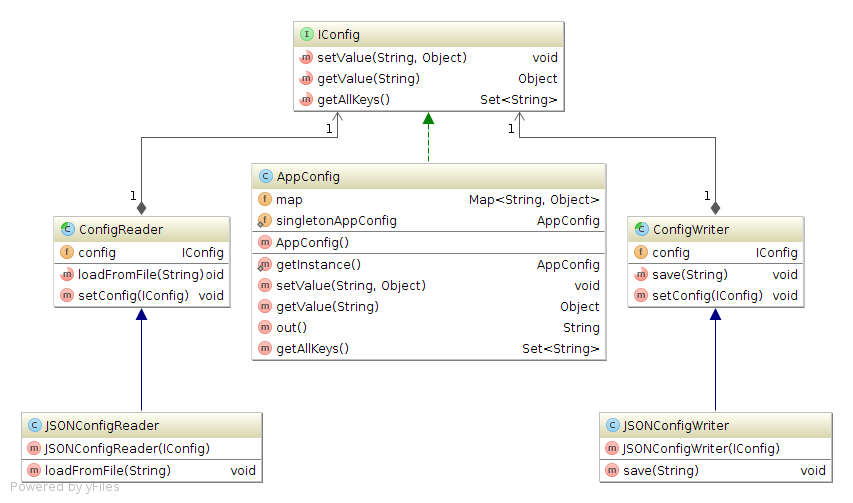 I IConfig
m setValue(String, Object) void
m getValue(String) Object
m getAllKeys() Set<String>
1 1
1 1
C AppConfig
f map Map<String, Object>
f singletonAppConfig AppConfig
m AppConfig()
m getInstance() AppConfig
m setValue(String, Object) void
m getValue(String) Object
m out() String
m getAllKeys() Set<String>
C ConfigReader
f config IConfig
m loadFromFile(String) oid
m setConfig(IConfig) void
C ConfigWriter
f config IConfig
m save(String) void
m setConfig(IConfig) void
C JSONConfigReader
m JSONConfigReader(IConfig)
m loadFromFile(String) void
C JSONConfigWriter
m JSONConfigWriter(IConfig)
m save(String) void
Powered by yFiles